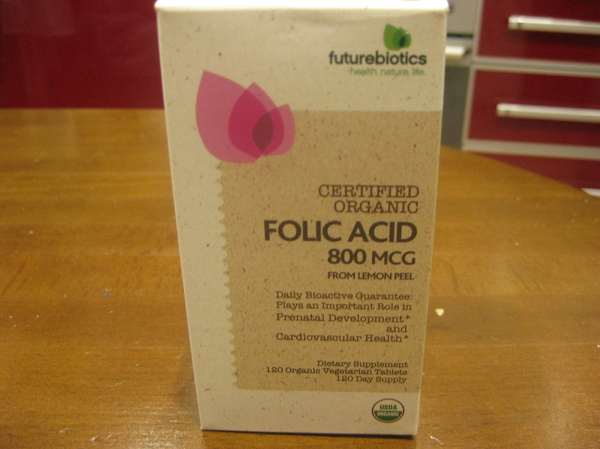 futurebiotics
health. nature. life.
CERTIFIED
ORGANIC
FOLIC ACID
800 MCG
FROM LEMON PEEL
Daily Bioactive Guarantee:
Plays an Important Role in
Prenatal Development*
and
Cardiovascular Health*
Dietary Supplement
120 Organic Vegetarian Tablets
120 Day Supply
USDA
ORGANIC